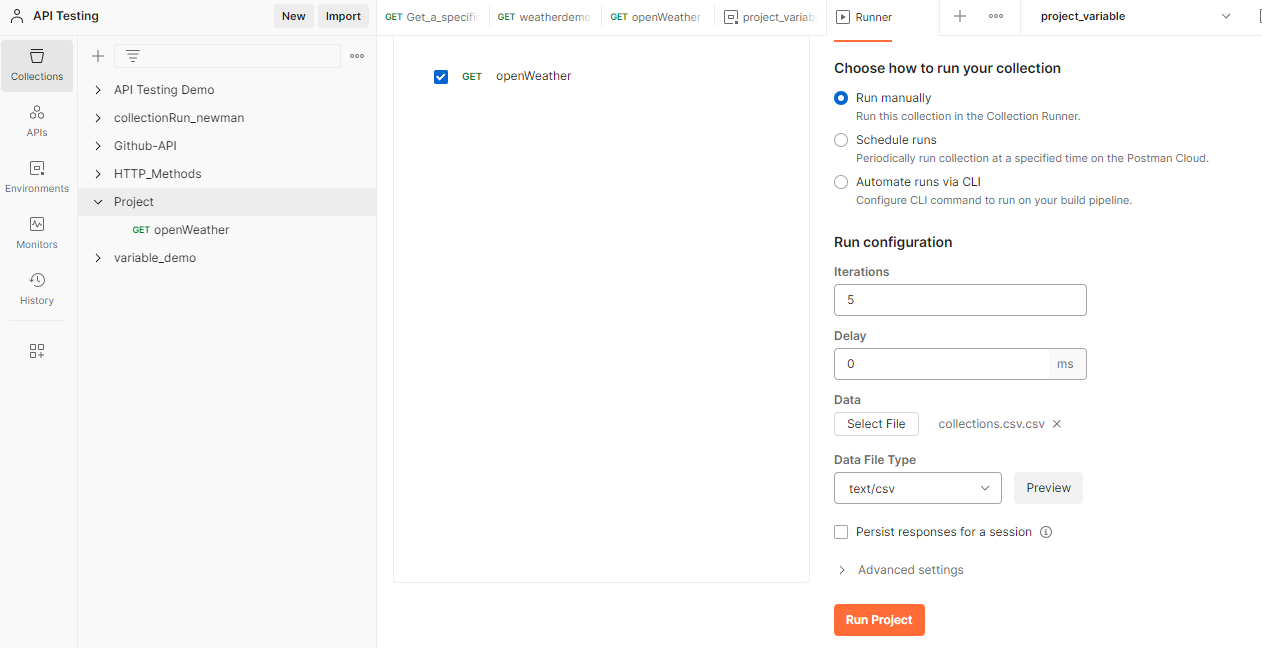 API Testing
New
Import
GET Get_a_specific
GET weatherdemo
GET openWeather
project_variab
Runner
project_variable
Collections
APIs
Environments
Monitors
History
API Testing Demo
collectionRun_newman
Github-API
HTTP_Methods
Project
GET openWeather
variable_demo
GET openWeather
Choose how to run your collection
Run manually
Run this collection in the Collection Runner.
Schedule runs
Periodically run collection at a specified time on the Postman Cloud.
Automate runs via CLI
Configure CLI command to run on your build pipeline.
Run configuration
Iterations
5
Delay
0 ms
Data
Select File collections.csv.csv
Data File Type
text/csv Preview
Persist responses for a session
Advanced settings
Run Project